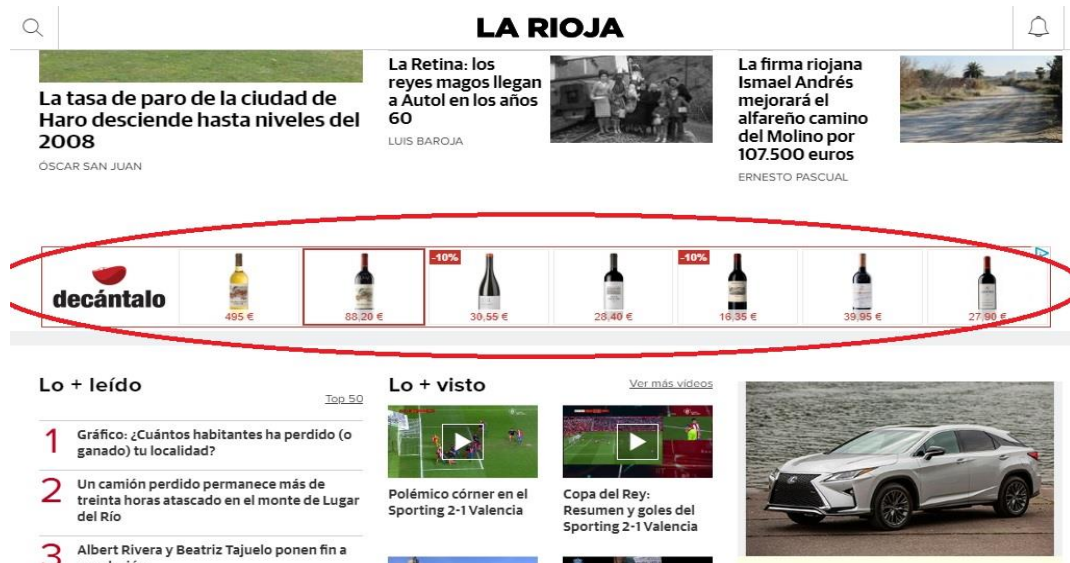 LA RIOJA
La tasa de paro de la ciudad de
Haro desciende hasta niveles del
2008
ÓSCAR SAN JUAN
La Retina: los
reyes magos llegan
a Autol en los años
60
LUIS BAROJA
La firma riojana
Ismael Andrés
mejorará el
alfareño camino
del Molino por
107.500 euros
ERNESTO PASCUAL
decántalo
495 €
88,20 €
-10%
30,55 €
28,40 €
-10%
16,35 €
39,95 €
27,90 €
Lo + leído
Top 50
1 Gráfico: ¿Cuántos habitantes ha perdido (o
ganado) tu localidad?
2 Un camión perdido permanece más de
treinta horas atascado en el monte de Lugar
del Río
3 Albert Rivera y Beatriz Tajuelo ponen fin a
Lo + visto
Ver más vídeos
Polémico córner en el
Sporting 2-1 Valencia
Copa del Rey:
Resumen y goles del
Sporting 2-1 Valencia